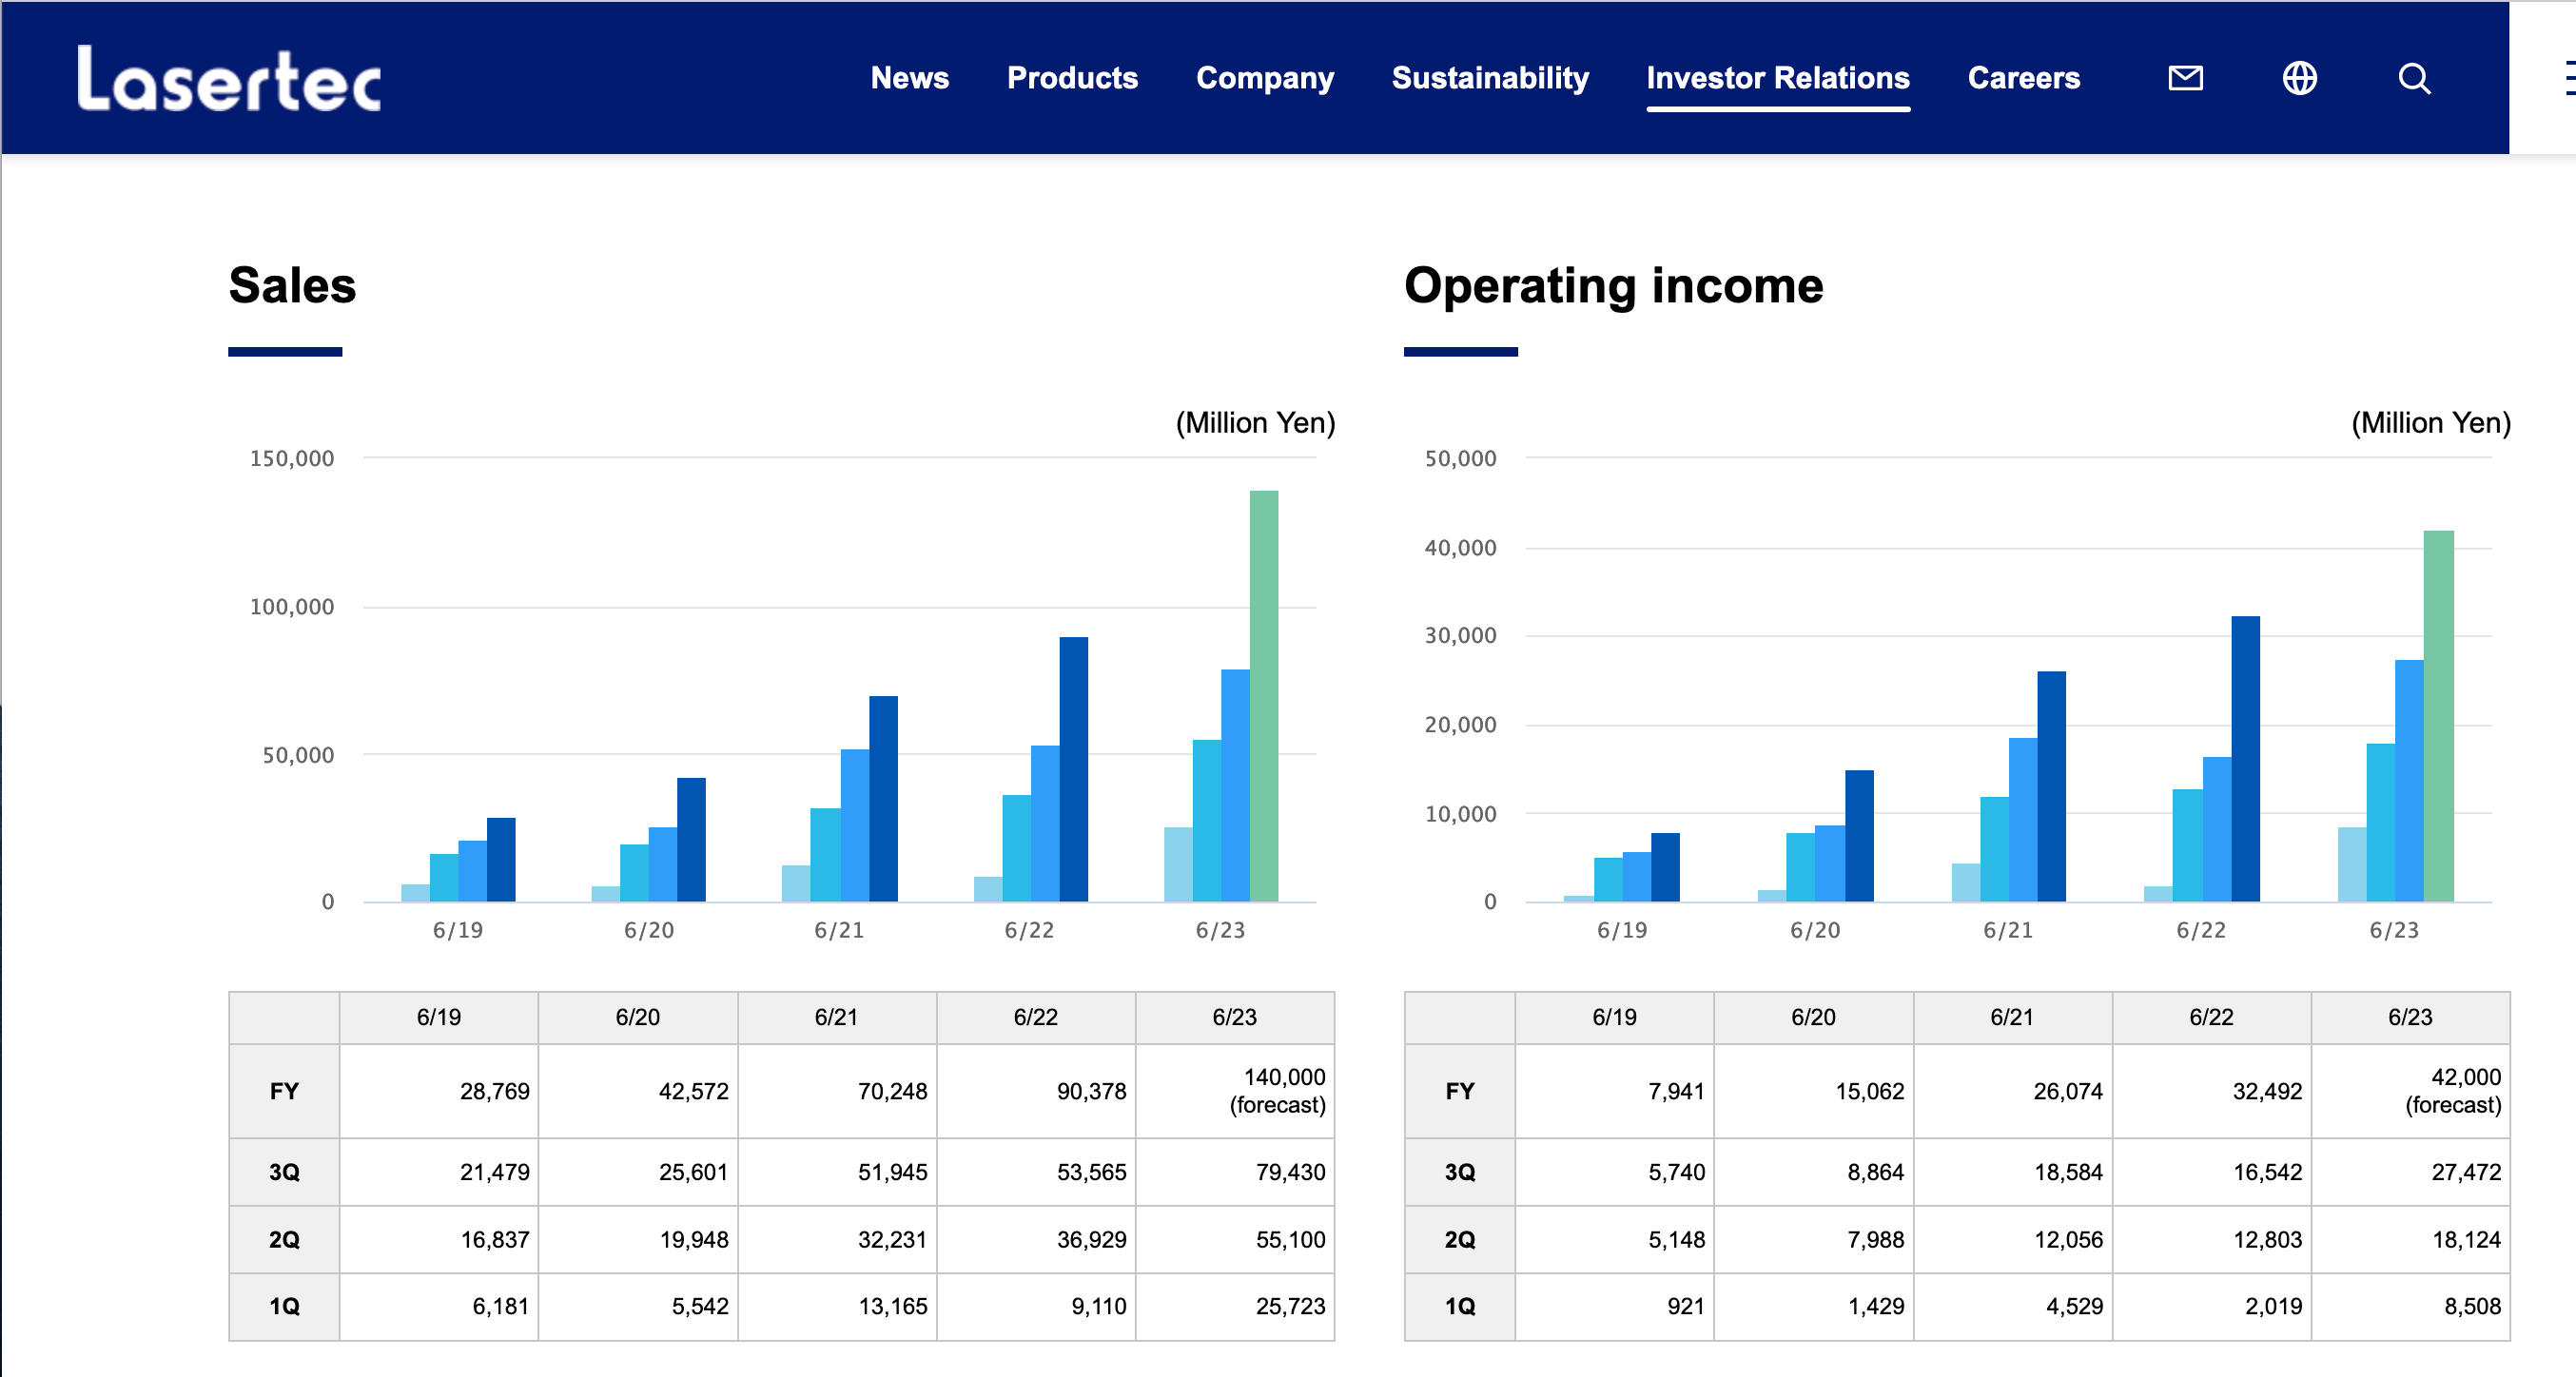 Lasertec
News Products Company Sustainability Investor Relations Careers
Sales
(Million Yen)
150,000
100,000
50,000
0
6/19 6/20 6/21 6/22 6/23
6/19 6/20 6/21 6/22 6/23
FY 28,769 42,572 70,248 90,378 140,000
(forecast)
3Q 21,479 25,601 51,945 53,565 79,430
2Q 16,837 19,948 32,231 36,929 55,100
1Q 6,181 5,542 13,165 9,110 25,723
Operating income
(Million Yen)
50,000
40,000
30,000
20,000
10,000
0
6/19 6/20 6/21 6/22 6/23
6/19 6/20 6/21 6/22 6/23
FY 7,941 15,062 26,074 32,492 42,000
(forecast)
3Q 5,740 8,864 18,584 16,542 27,472
2Q 5,148 7,988 12,056 12,803 18,124
1Q 921 1,429 4,529 2,019 8,508